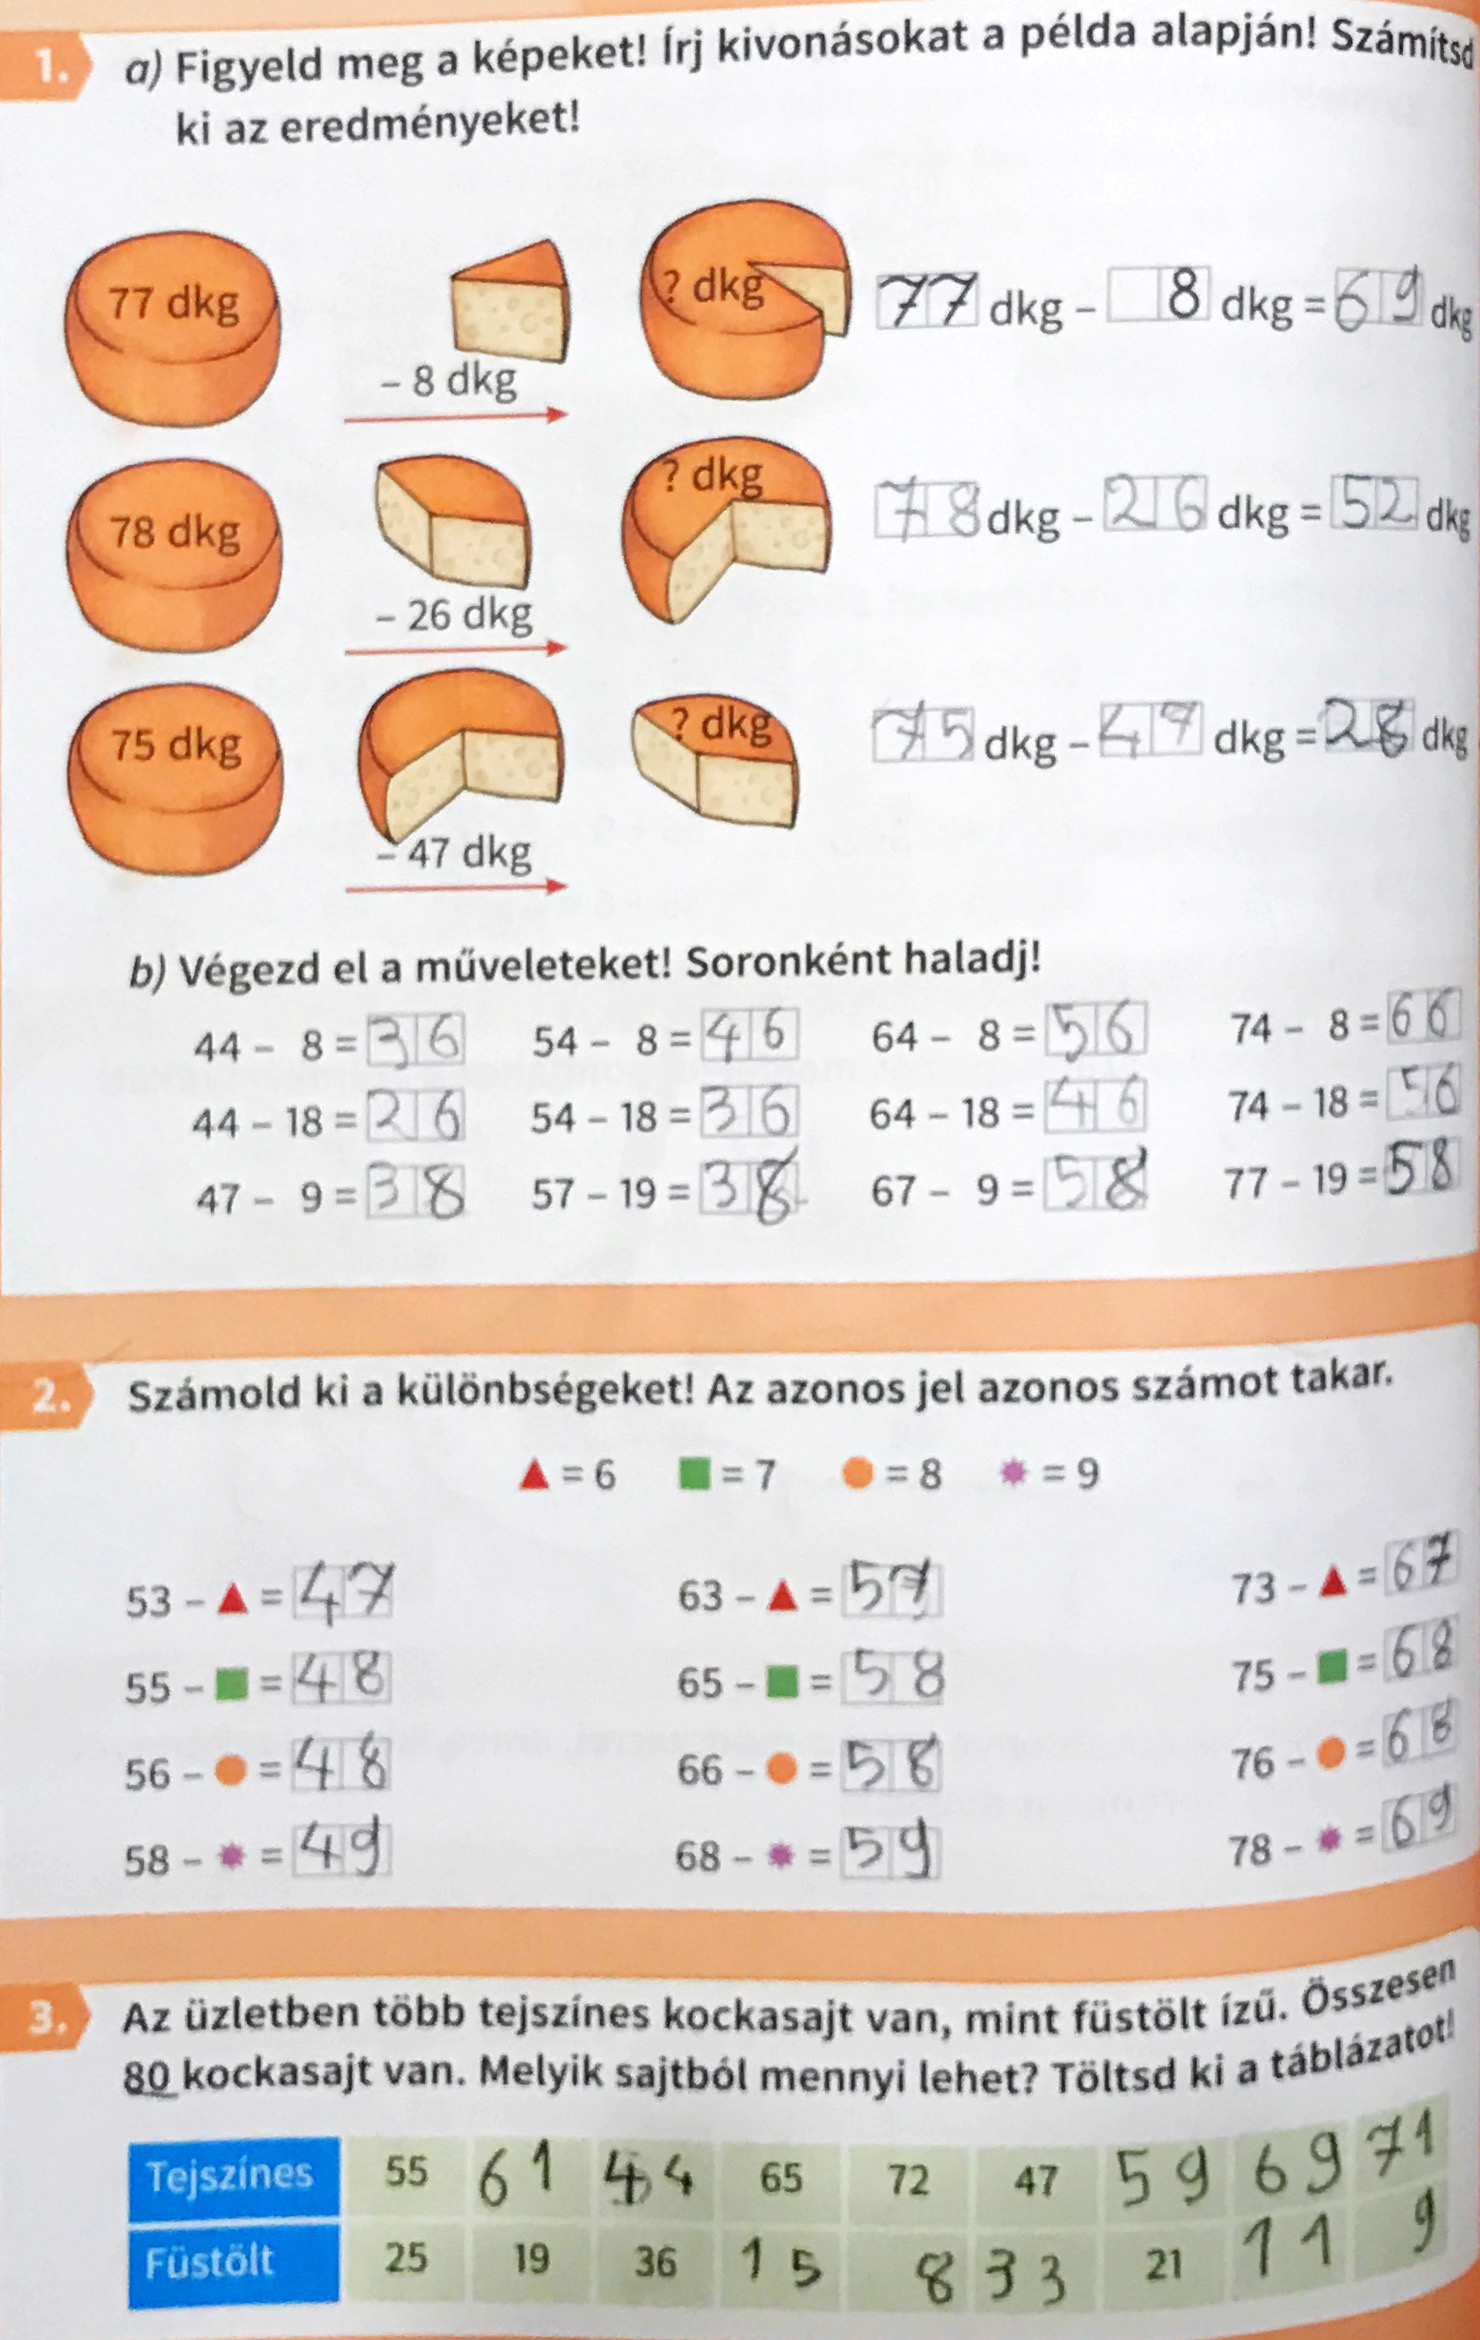 1. a) Figyeld meg a képeket! Írj kivonásokat a példa alapján! Számítsd
ki az eredményeket!
77 dkg – 8 dkg ? dkg 77 dkg – 8 dkg = 69 dkg
78 dkg – 26 dkg ? dkg 78 dkg – 26 dkg = 52 dkg
75 dkg – 47 dkg ? dkg 75 dkg – 47 dkg = 28 dkg
b) Végezd el a műveleteket! Soronként haladj!
44 – 8 = 36 54 – 8 = 46 64 – 8 = 56 74 – 8 = 66
44 – 18 = 26 54 – 18 = 36 64 – 18 = 46 74 – 18 = 56
47 – 9 = 38 57 – 19 = 38 67 – 9 = 58 77 – 19 = 58
2. Számold ki a különbségeket! Az azonos jel azonos számot takar.
▲ = 6 ■ = 7 ● = 8 ✸ = 9
53 – ▲ = 47 63 – ▲ = 57 73 – ▲ = 67
55 – ■ = 48 65 – ■ = 58 75 – ■ = 68
56 – ● = 48 66 – ● = 58 76 – ● = 68
58 – ✸ = 49 68 – ✸ = 59 78 – ✸ = 69
3. Az üzletben több tejszínes kockasajt van, mint füstölt ízű. Összesen
80 kockasajt van. Melyik sajtból mennyi lehet? Töltsd ki a táblázatot!
Tejszínes 55 61 44 65 72 47 59 69 71
Füstölt 25 19 36 15 8 33 21 11 9